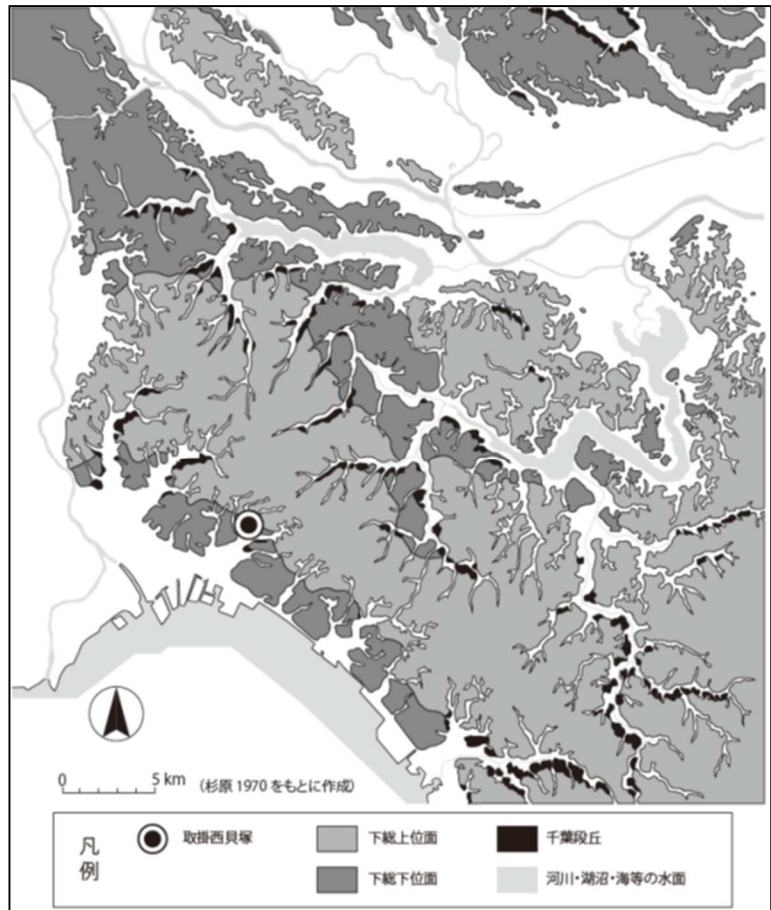 0 5 km (杉原 1970 をもとに作成)
凡例
取掛西貝塚
下総上位面
千葉段丘
下総下位面
河川・湖沼・海等の水面